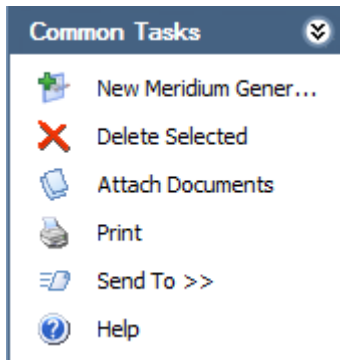 Common Tasks
New Meridium Gener...
Delete Selected
Attach Documents
Print
Send To >>
Help